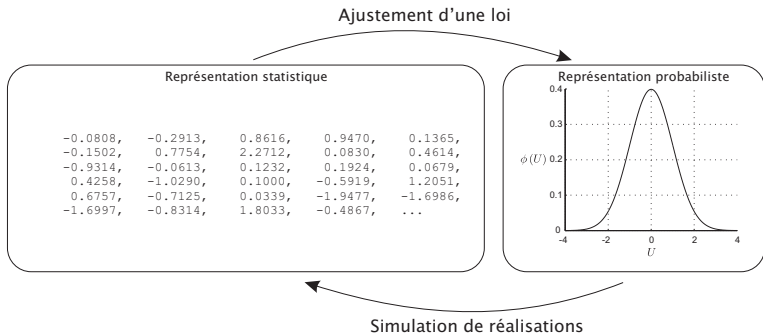 Ajustement d'une loi
Représentation statistique
-0.0808, -0.2913, 0.8616, 0.9470, 0.1365,
-0.1502, 0.7754, 2.2712, 0.0830, 0.4614,
-0.9314, -0.0613, 0.1232, 0.1924, 0.0679,
0.4258, -1.0290, 0.1000, -0.5919, 1.2051,
0.6757, -0.7125, 0.0339, -1.9477, -1.6986,
-1.6997, -0.8314, 1.8033, -0.4867, ...
Représentation probabiliste
0.4
0.3
ϕ(U) 0.2
0.1
0
-4 -2 0 2 4
U
Simulation de réalisations